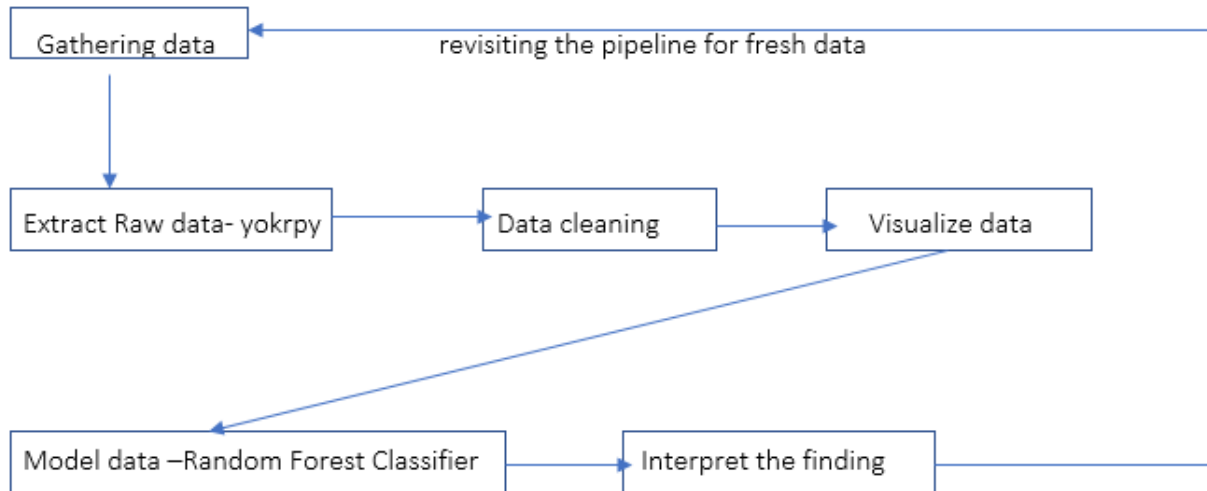 Gathering data
revisiting the pipeline for fresh data
Extract Raw data- yokrpy
Data cleaning
Visualize data
Model data –Random Forest Classifier
Interpret the finding